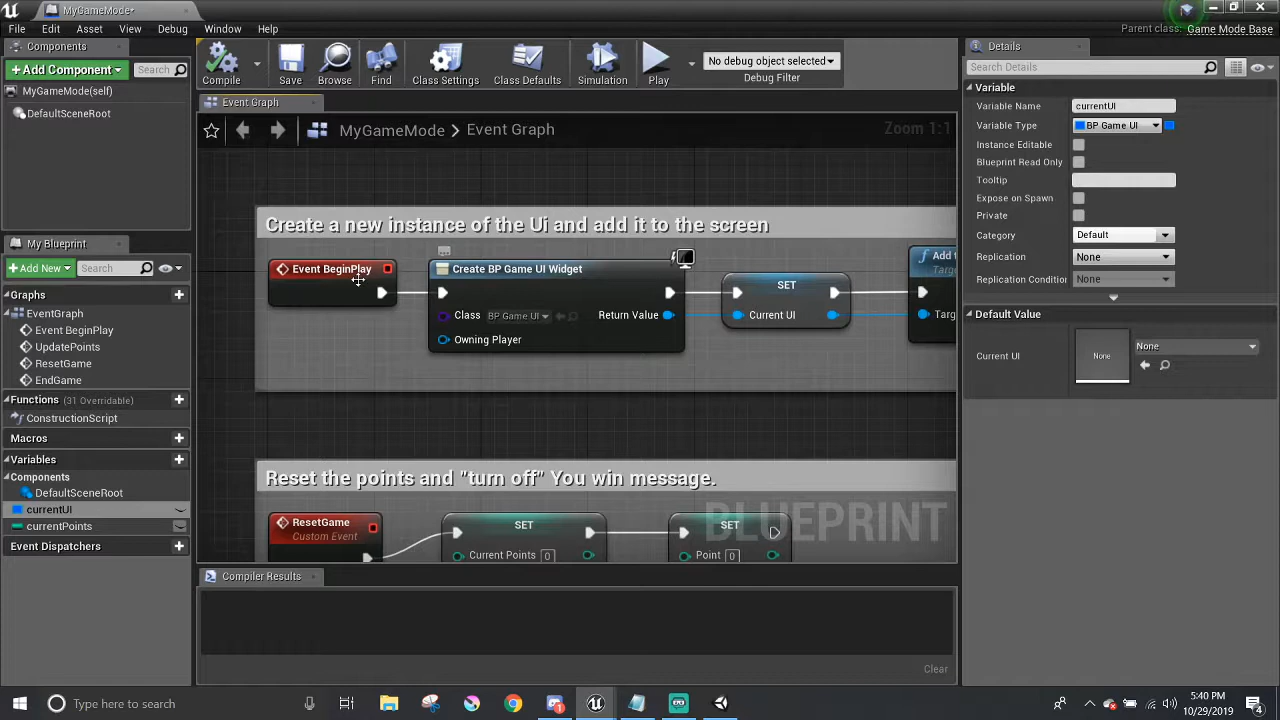 MyGameMode*
File Edit Asset View Debug Window Help
Parent class: Game Mode Base
Components
Add Component
Search
MyGameMode(self)
DefaultSceneRoot
My Blueprint
Add New
Search
Graphs
EventGraph
Event BeginPlay
UpdatePoints
ResetGame
EndGame
Functions (31 Overridable)
ConstructionScript
Macros
Variables
Components
DefaultSceneRoot
currentUI
currentPoints
Event Dispatchers
Compile
Save
Browse
Find
Class Settings
Class Defaults
Simulation
Play
No debug object selected
Debug Filter
Event Graph
MyGameMode > Event Graph
Zoom 1:1
Create a new instance of the Ui and add it to the screen
Event BeginPlay
Create BP Game UI Widget
Class BP Game UI
Return Value
Owning Player
SET
Current UI
Add t
Targ
Targ
Reset the points and "turn off" You win message.
ResetGame
Custom Event
SET
Current Points 0
SET
Point 0
BLUEPRINT
Compiler Results
Clear
Details
Search Details
Variable
Variable Name currentUI
Variable Type BP Game UI
Instance Editable
Blueprint Read Only
Tooltip
Expose on Spawn
Private
Category Default
Replication None
Replication Conditio None
Default Value
Current UI
None
None
Type here to search
5:40 PM
10/29/2019